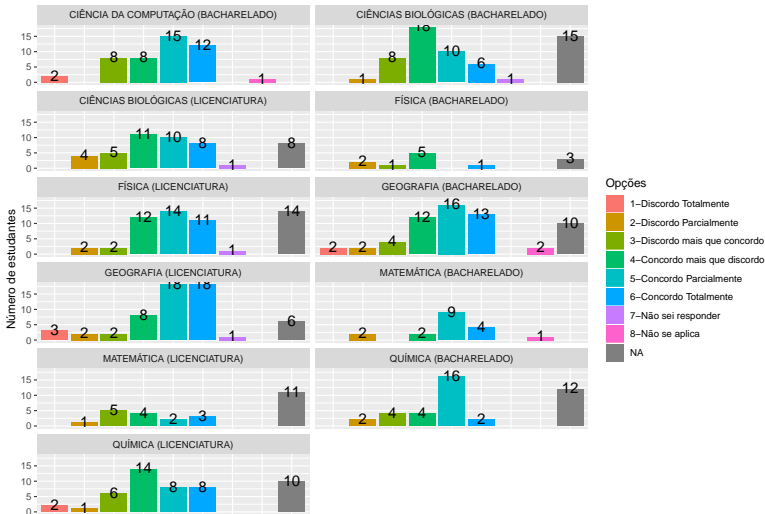 CIÊNCIA DA COMPUTAÇÃO (BACHARELADO)
2 8 8 15 12 1
CIÊNCIAS BIOLÓGICAS (BACHARELADO)
1 8 18 10 6 1 15
CIÊNCIAS BIOLÓGICAS (LICENCIATURA)
4 5 11 10 8 1 8
FÍSICA (BACHARELADO)
2 1 5 1 3
FÍSICA (LICENCIATURA)
2 2 12 14 11 1 14
GEOGRAFIA (BACHARELADO)
2 2 4 12 16 13 2 10
GEOGRAFIA (LICENCIATURA)
3 2 2 8 18 18 1 6
MATEMÁTICA (BACHARELADO)
2 2 9 4 1
MATEMÁTICA (LICENCIATURA)
1 5 4 2 3 11
QUÍMICA (BACHARELADO)
2 4 4 16 2 12
QUÍMICA (LICENCIATURA)
2 1 6 14 8 8 10
15
10
5
0
15
10
5
0
15
10
5
0
15
10
5
0
15
10
5
0
15
10
5
0
Número de estudantes
Opções
1−Discordo Totalmente
2−Discordo Parcialmente
3−Discordo mais que concordo
4−Concordo mais que discordo
5−Concordo Parcialmente
6−Concordo Totalmente
7−Não sei responder
8−Não se aplica
NA